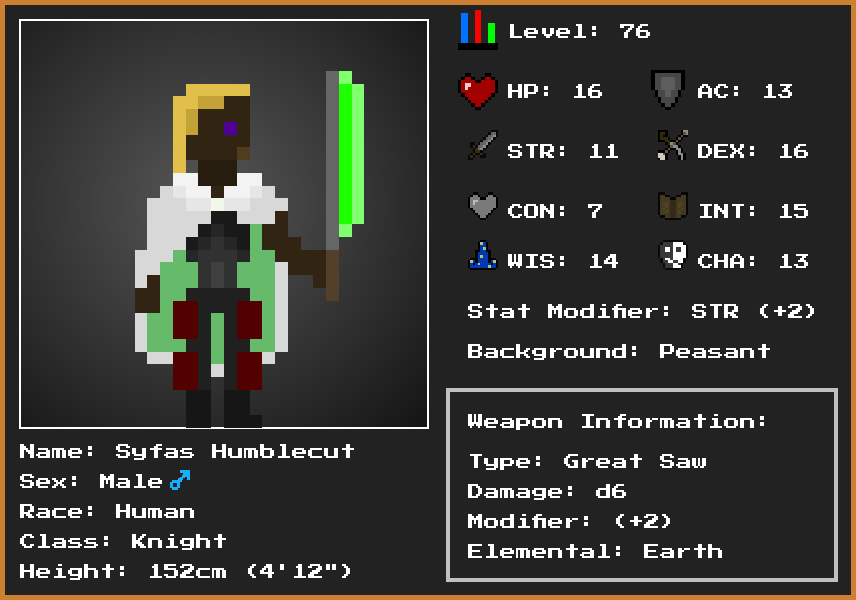 Level: 76
HP: 16 AC: 13
STR: 11 DEX: 16
CON: 7 INT: 15
WIS: 14 CHA: 13
Stat Modifier: STR (+2)
Background: Peasant
Weapon Information:
Type: Great Saw
Damage: d6
Modifier: (+2)
Elemental: Earth
Name: Syfas Humblecut
Sex: Male♂
Race: Human
Class: Knight
Height: 152cm (4'12")